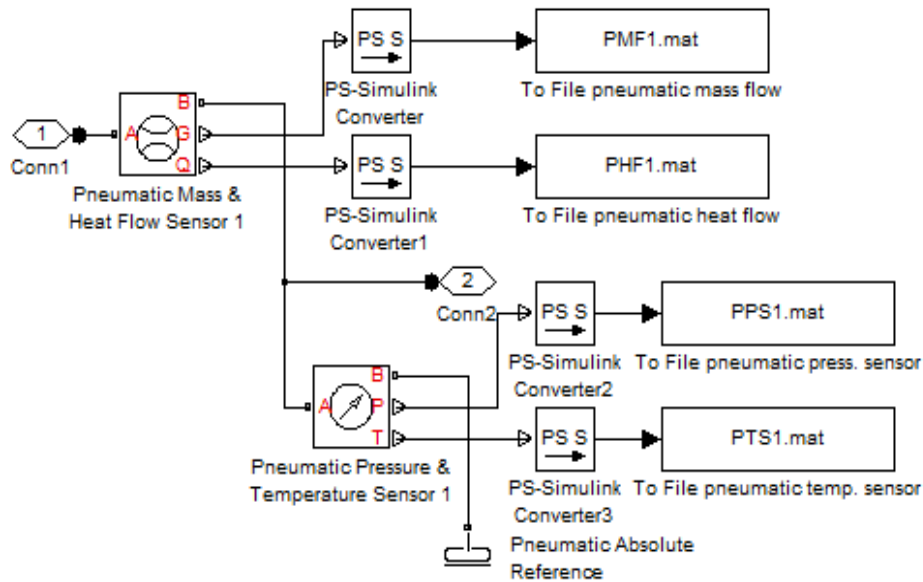 PS S
PMF1.mat
PS-Simulink
Converter
To File pneumatic mass flow
1
Conn1
A
B
G
Q
Pneumatic Mass &
Heat Flow Sensor 1
PS S
PHF1.mat
PS-Simulink
Converter1
To File pneumatic heat flow
2
Conn2
PS S
PPS1.mat
PS-Simulink
Converter2
To File pneumatic press. sensor
A
B
P
T
Pneumatic Pressure &
Temperature Sensor 1
PS S
PTS1.mat
PS-Simulink
Converter3
To File pneumatic temp. sensor
Pneumatic Absolute
Reference